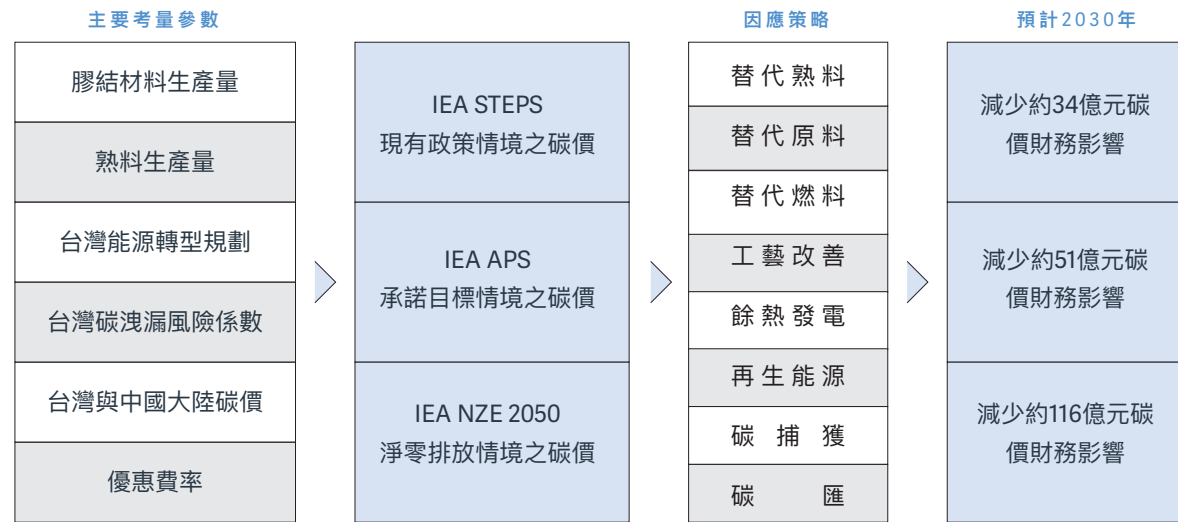 主要考量參數
膠結材料生產量
熟料生產量
台灣能源轉型規劃
台灣碳洩漏風險係數
台灣與中國大陸碳價
優惠費率
IEA STEPS
現有政策情境之碳價
IEA APS
承諾目標情境之碳價
IEA NZE 2050
淨零排放情境之碳價
因應策略
替代熟料
替代原料
替代燃料
工藝改善
餘熱發電
再生能源
碳捕獲
碳匯
預計2030年
減少約34億元碳
價財務影響
減少約51億元碳
價財務影響
減少約116億元碳
價財務影響